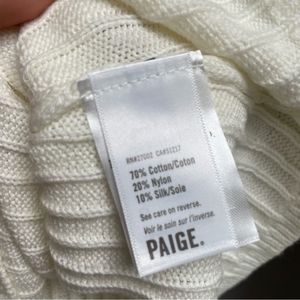 RN#27002 CA#51217
70% Cotton/Coton
20% Nylon
10% Silk/Soie
See care on reverse.
Voir le soin sur l'inverse.
PAIGE.